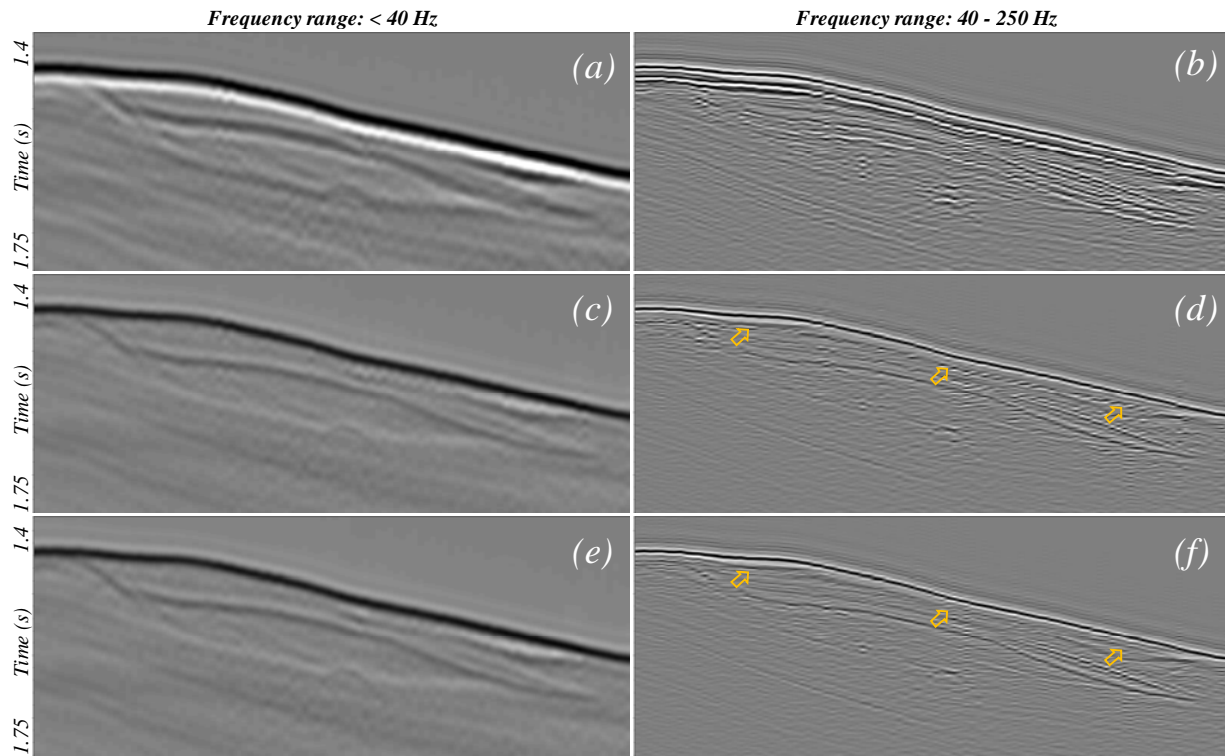 Frequency range: < 40 Hz
Frequency range: 40 - 250 Hz
1.4
Time (s)
1.75
(a)
(b)
1.4
Time (s)
1.75
(c)
(d)
1.4
Time (s)
1.75
(e)
(f)